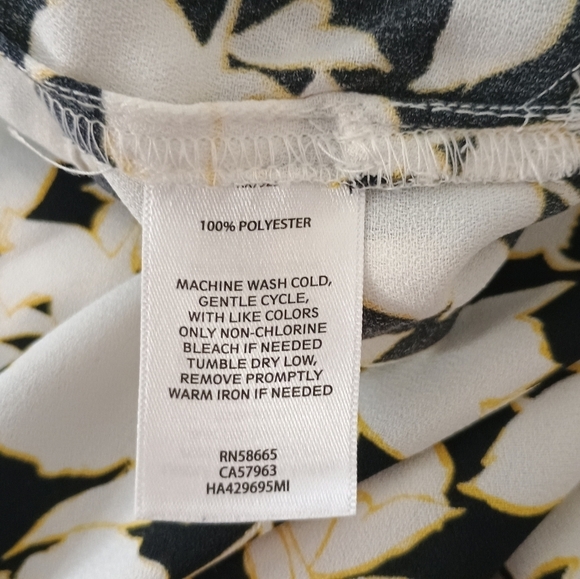 100% POLYESTER
MACHINE WASH COLD,
GENTLE CYCLE,
WITH LIKE COLORS
ONLY NON-CHLORINE
BLEACH IF NEEDED
TUMBLE DRY LOW,
REMOVE PROMPTLY
WARM IRON IF NEEDED
RN58665
CA57963
HA429695MI